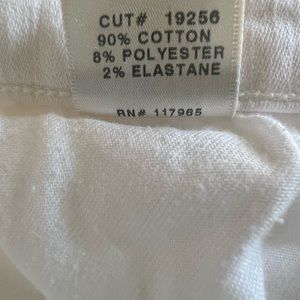 CUT# 19256
90% COTTON
8% POLYESTER
2% ELASTANE
RN# 117965